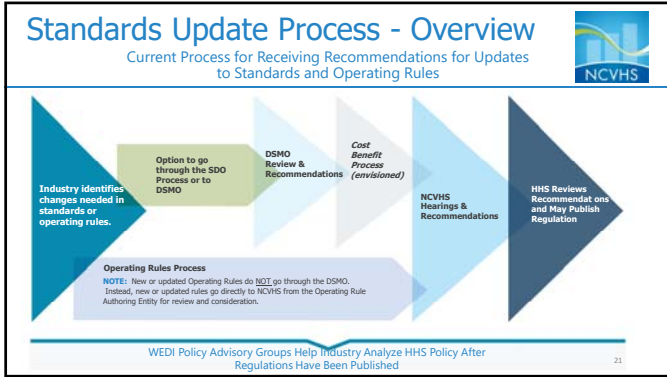 Standards Update Process - Overview
Current Process for Receiving Recommendations for Updates
to Standards and Operating Rules
NCVHS
Industry identifies
changes needed in
standards or
operating rules.
Option to go
through the SDO
Process or to
DSMO
DSMO
Review &
Recommendations
Cost
Benefit
Process
(envisioned)
NCVHS
Hearings &
Recommendations
HHS Reviews
Recommendat ons
and May Publish
Regulation
Operating Rules Process
NOTE: New or updated Operating Rules do NOT go through the DSMO.
Instead, new or updated rules go directly to NCVHS from the Operating Rule
Authoring Entity for review and consideration.
WEDI Policy Advisory Groups Help Industry Analyze HHS Policy After
Regulations Have Been Published
21